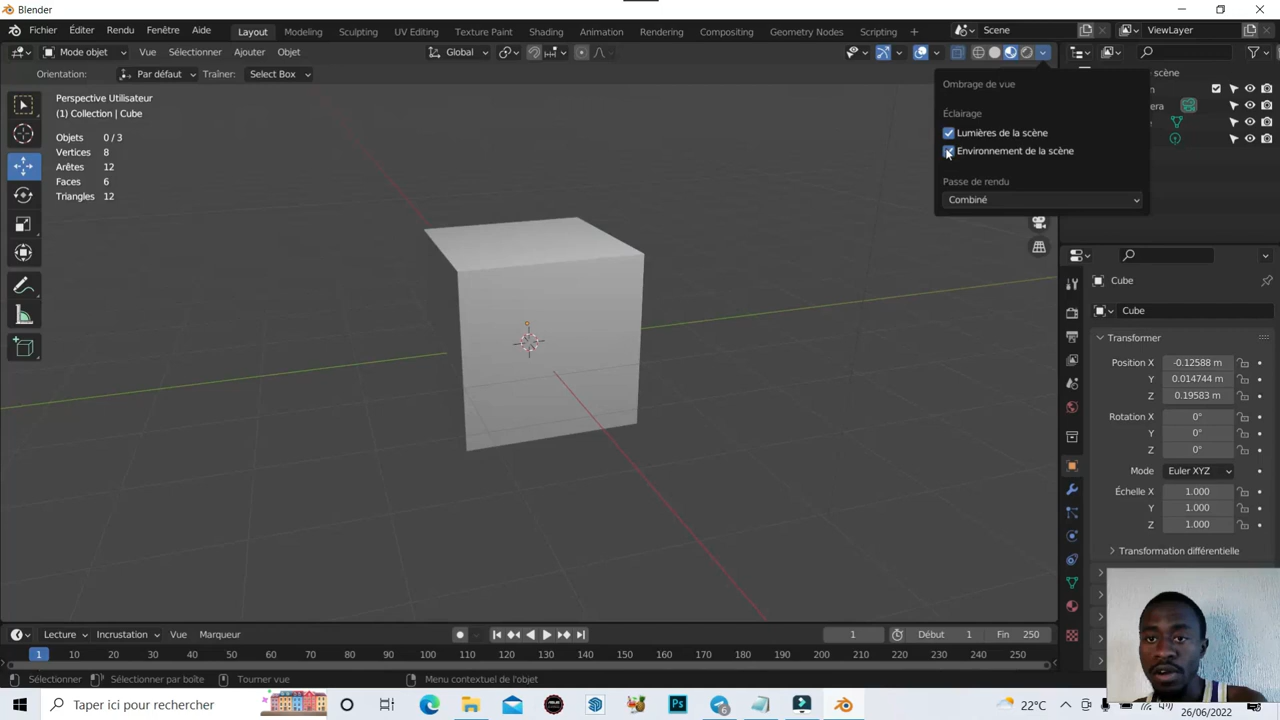 Blender
Fichier Éditer Rendu Fenêtre Aide Layout Modeling Sculpting UV Editing Texture Paint Shading Animation Rendering Compositing Geometry Nodes Scripting + Scene ViewLayer
Mode objet Vue Sélectionner Ajouter Objet Global
Orientation: Par défaut Traîner: Select Box
Perspective Utilisateur
(1) Collection | Cube
Objets 0 / 3
Vertices 8
Arêtes 12
Faces 6
Triangles 12
Ombrage de vue
Éclairage
Lumières de la scène
Environnement de la scène
Passe de rendu
Combiné
Cube
Cube
Transformer
Position X -0.12588 m
Y 0.014744 m
Z 0.19583 m
Rotation X 0°
Y 0°
Z 0°
Mode Euler XYZ
Échelle X 1.000
Y 1.000
Z 1.000
Transformation différentielle
Lecture Incrustation Vue Marqueur 1 Début 1 Fin 250
1 10 20 30 40 50 60 70 80 90 100 110 120 130 140 150 160 170 180 190 200 210 220 230 240 250
Sélectionner Sélectionner par boîte Tourner vue Menu contextuel de l'objet
Taper ici pour rechercher Ps 6 22°C
26/06/2022